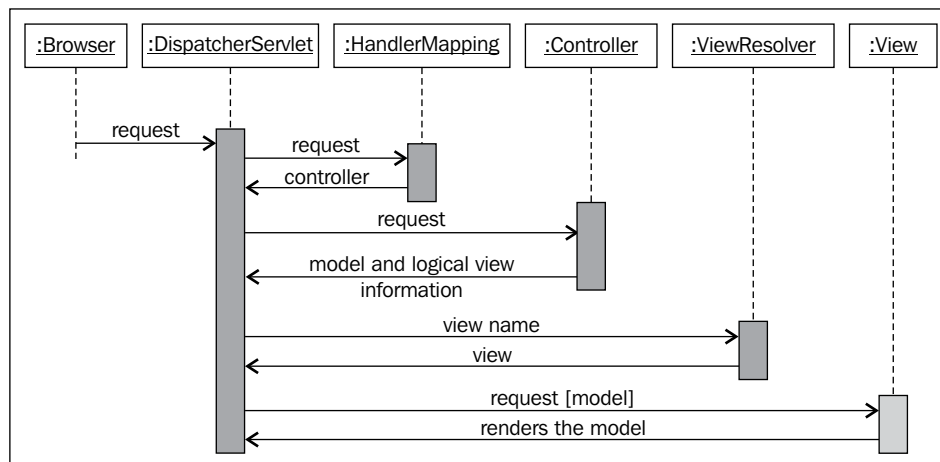 :Browser
:DispatcherServlet
:HandlerMapping
:Controller
:ViewResolver
:View
request
request
controller
request
model and logical view
information
view name
view
request [model]
renders the model